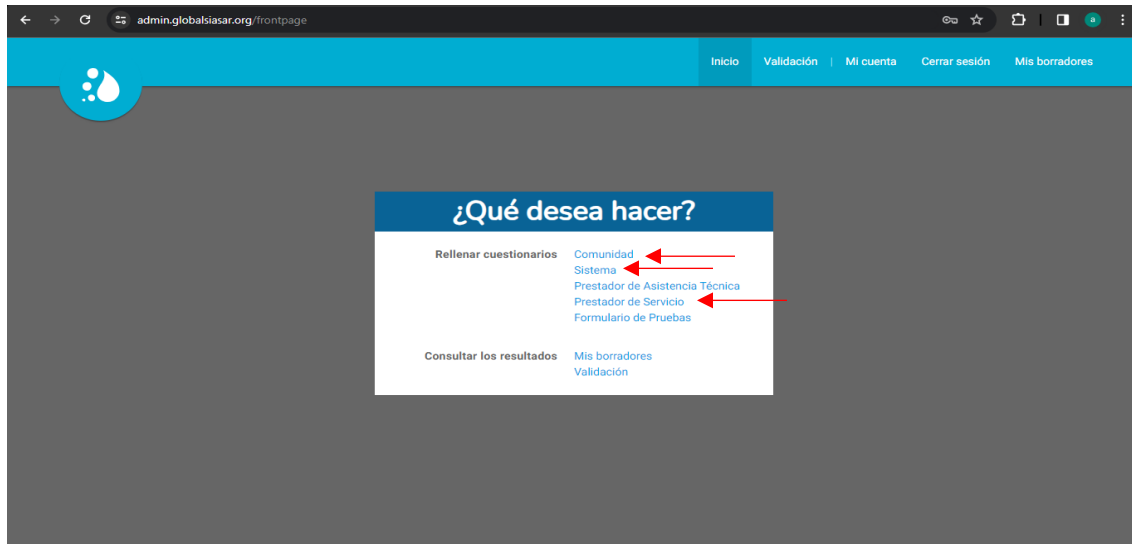 admin.globalsiasar.org/frontpage
a
Inicio Validación | Mi cuenta Cerrar sesión Mis borradores
¿Qué desea hacer?
Rellenar cuestionarios Comunidad
Sistema
Prestador de Asistencia Técnica
Prestador de Servicio
Formulario de Pruebas
Consultar los resultados Mis borradores
Validación